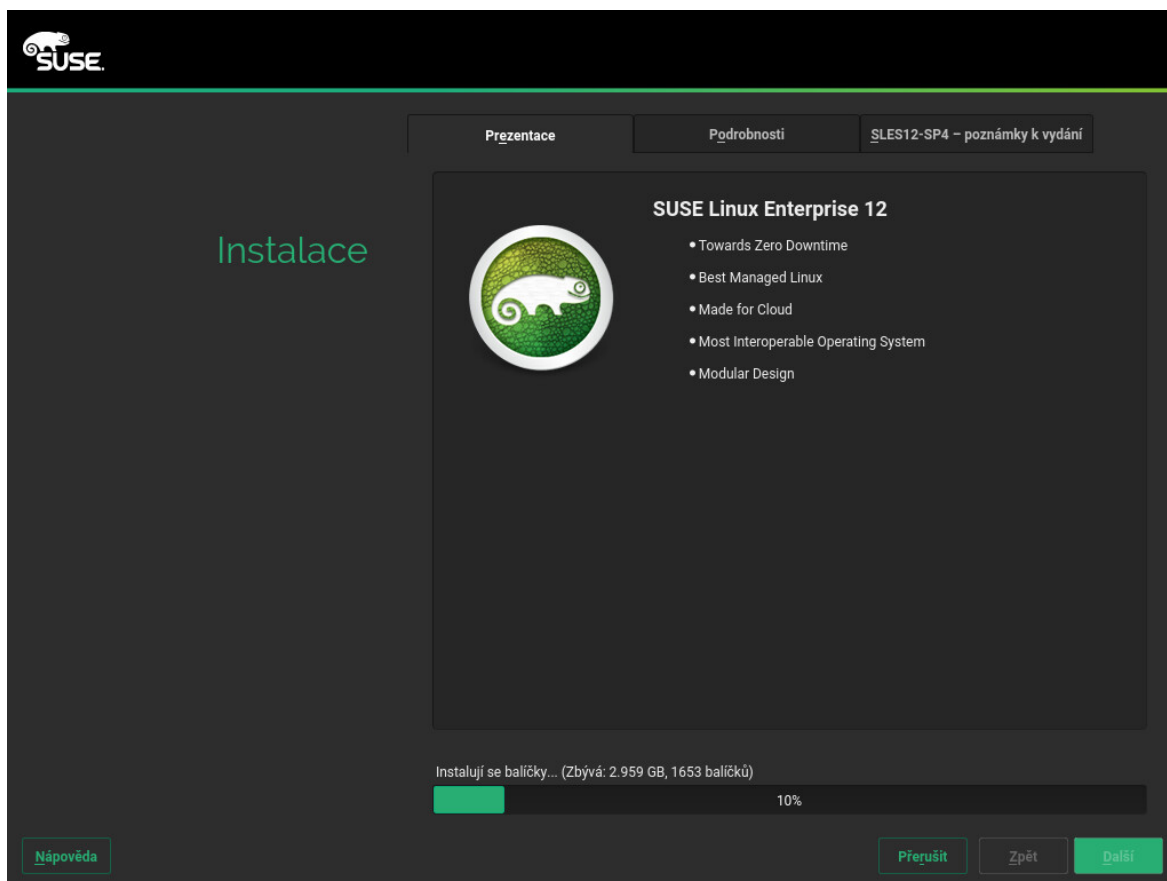 SUSE.
Prezentace
Podrobnosti
SLES12-SP4 – poznámky k vydání
Instalace
SUSE Linux Enterprise 12
• Towards Zero Downtime
• Best Managed Linux
• Made for Cloud
• Most Interoperable Operating System
• Modular Design
Instalují se balíčky... (Zbývá: 2.959 GB, 1653 balíčků)
10%
Nápověda
Přerušit
Zpět
Další